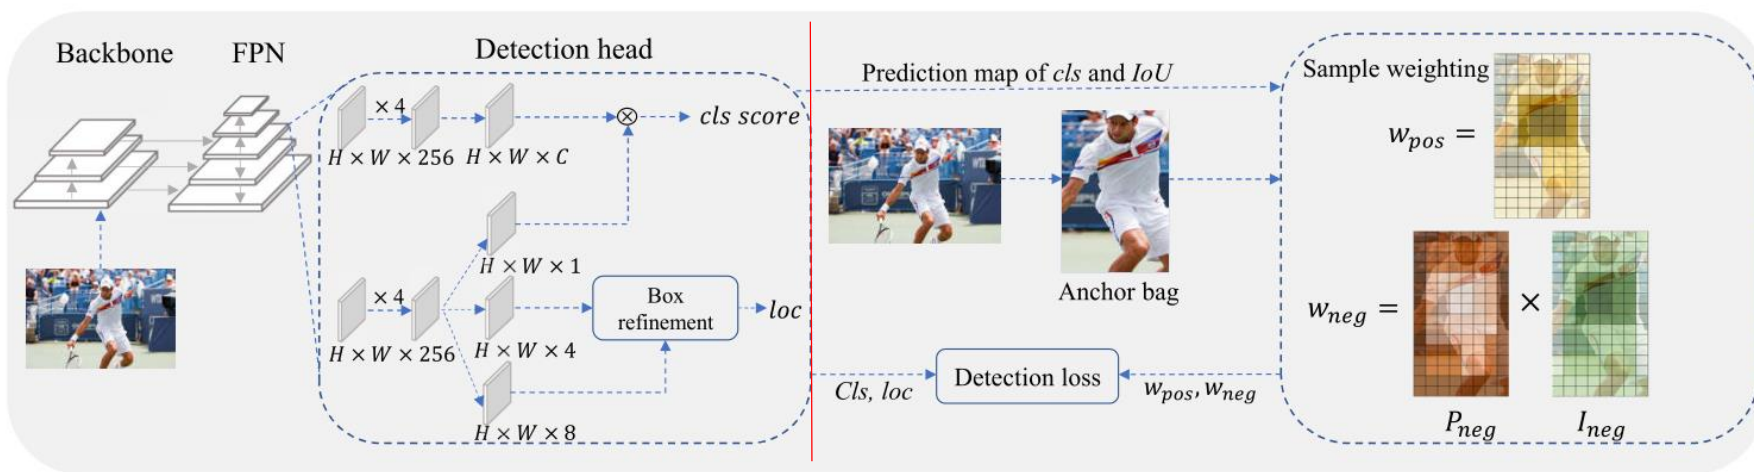 Backbone
FPN
Detection head
× 4
H × W × 256
H × W × C
⊗
cls score
H × W × 1
× 4
H × W × 256
H × W × 4
Box
refinement
loc
H × W × 8
Prediction map of cls and IoU
Anchor bag
Cls, loc
Detection loss
w_pos, w_neg
Sample weighting
w_pos =
w_neg =
×
P_neg
I_neg